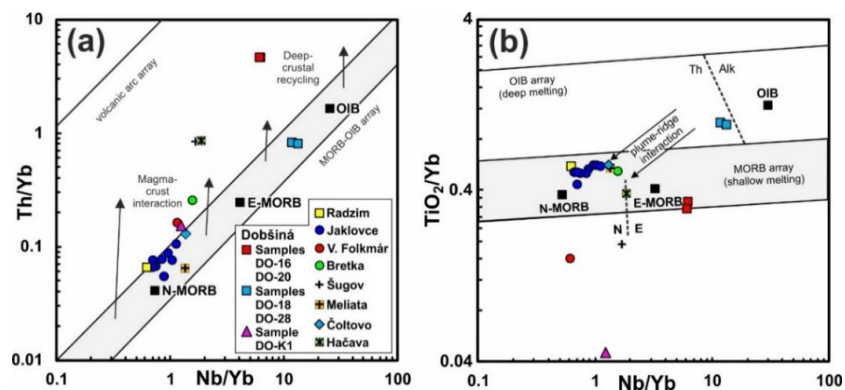 10
(a)
volcanic arc array
Deep-
crustal
recycling
OIB
MORB-OIB array
1
Magma-
crust
interaction
E-MORB
Th/Yb
0.1
N-MORB
0.01
0.1
1
10
100
Nb/Yb
Dobšiná
Samples
DO-16
DO-20
Samples
DO-18
DO-28
Sample
DO-K1
Radzim
Jaklovce
V. Folkmár
Bretka
Šugov
Meliata
Čoltovo
Hačava
4
(b)
OIB array
(deep melting)
Th
Alk
OIB
plume-ridge
interaction
MORB array
(shallow melting)
TiO2/Yb
0.4
N-MORB
E-MORB
N
E
0.04
0.1
1
10
100
Nb/Yb